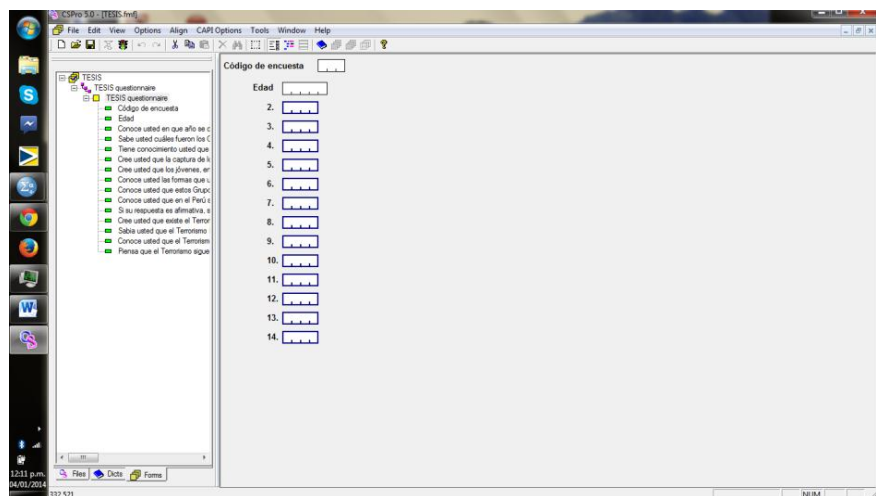 CSPro 5.0 - [TESIS.fmf]
File Edit View Options Align CAPI Options Tools Window Help
Código de encuesta
Edad
2.
3.
4.
5.
6.
7.
8.
9.
10.
11.
12.
13.
14.
TESIS
TESIS questionnaire
TESIS questionnaire
Código de encuesta
Edad
Conoce usted en que año se c
Sabe usted cuáles fueron los G
Tiene conocimiento usted que
Cree usted que la captura de l
Cree usted que los jóvenes, en
Conoce usted las formas que u
Conoce usted que estos Grupo
Conoce usted que en el Perú s
Si su respuesta es afirmativa, s
Cree usted que existe el Terror
Sabia usted que el Terrorismo
Conoce usted que el Terrorism
Piensa que el Terrorismo sigue
Files Dicts Forms
12:11 p.m.
04/01/2014
332,521
NUM